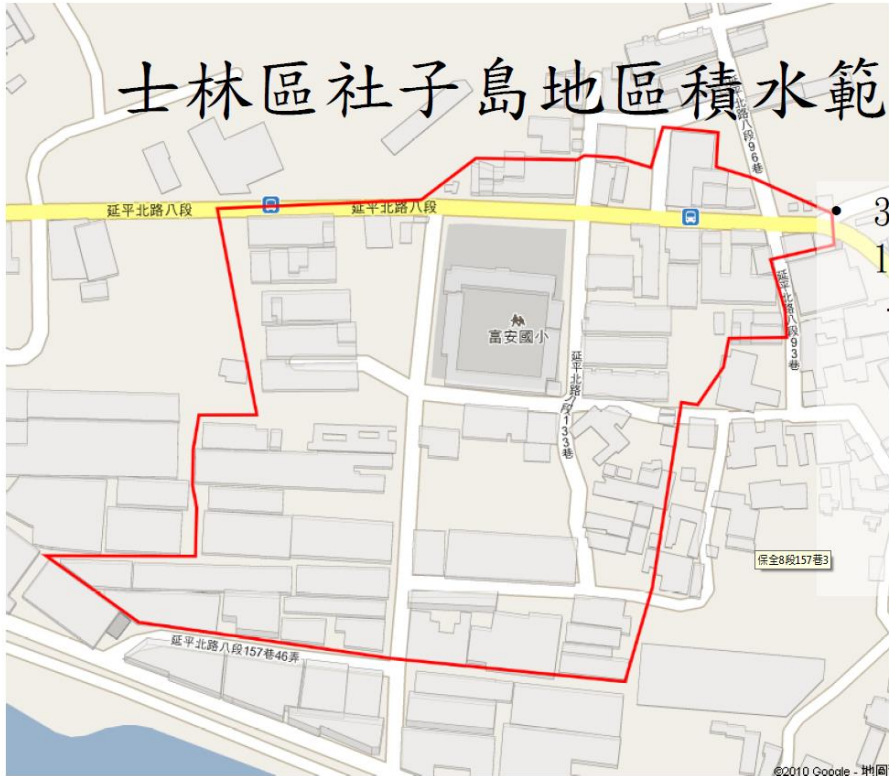 士林區社子島地區積水範
延平北路八段96巷
延平北路八段
延平北路八段
• 3
1
延平北路八段93巷
富安國小
延平北路八段133巷
保全8段157巷3
延平北路八段157巷46弄
©2010 Google - 地圖